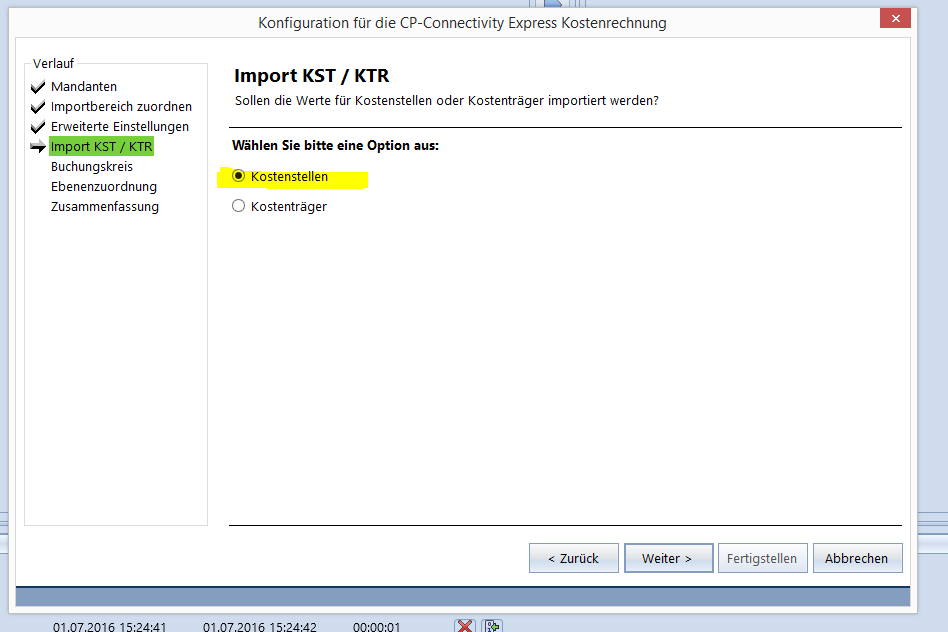 Konfiguration für die CP-Connectivity Express Kostenrechnung
Verlauf
Mandanten
Importbereich zuordnen
Erweiterte Einstellungen
Import KST / KTR
Buchungskreis
Ebenenzuordnung
Zusammenfassung
Import KST / KTR
Sollen die Werte für Kostenstellen oder Kostenträger importiert werden?
Wählen Sie bitte eine Option aus:
Kostenstellen
Kostenträger
< Zurück
Weiter >
Fertigstellen
Abbrechen
01.07.2016 15:24:41 01.07.2016 15:24:42 00:00:01